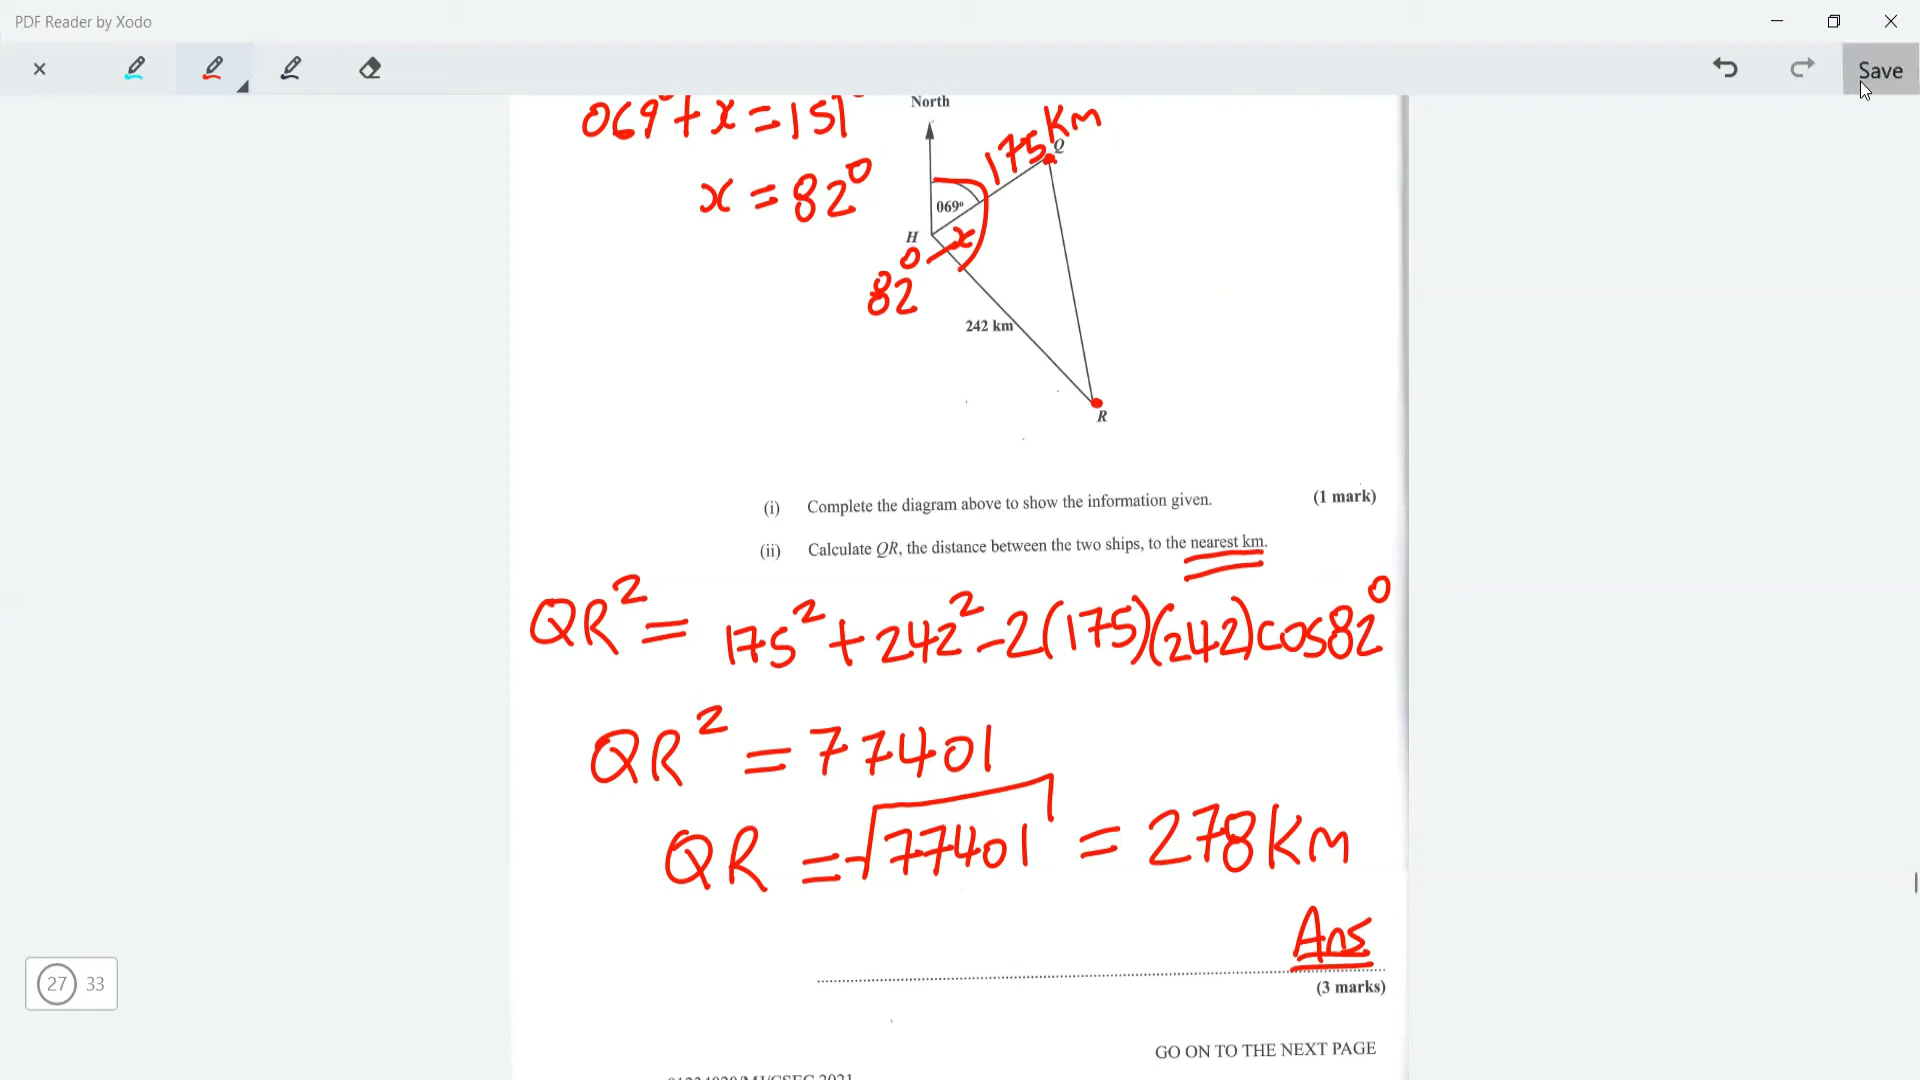 PDF Reader by Xodo
Save
069° + x = 151°
x = 82°
North
175 Km
Q
069°
H
x
82°
242 km
R
(i) Complete the diagram above to show the information given. (1 mark)
(ii) Calculate QR, the distance between the two ships, to the nearest km.
QR² = 175² + 242² - 2(175)(242)cos82°
QR² = 77401
QR = √77401 = 278 Km
Ans
(3 marks)
27 33
GO ON TO THE NEXT PAGE